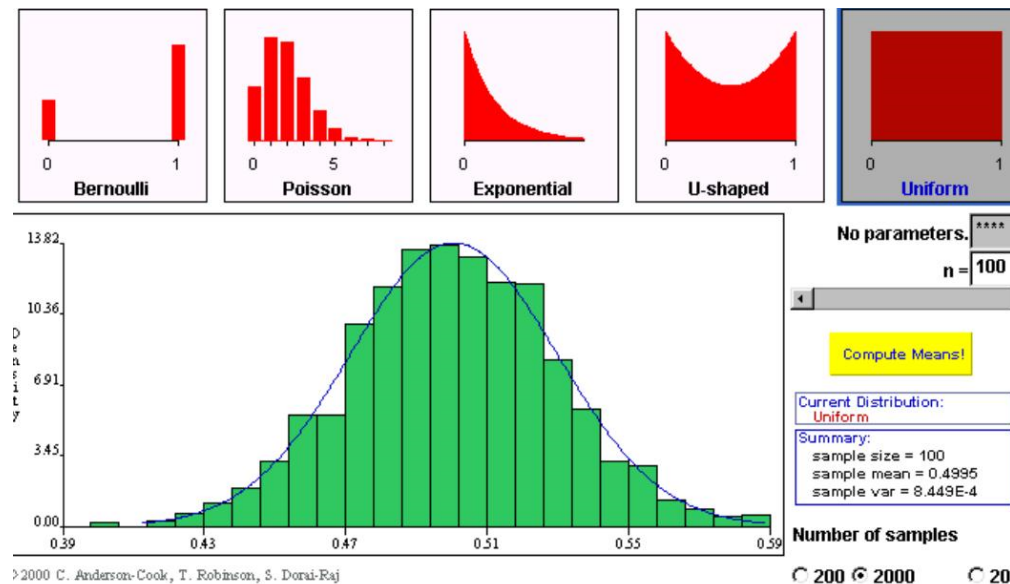 0 1
Bernoulli
0 5
Poisson
0
Exponential
0 1
U-shaped
0 1
Uniform
No parameters. ****
n = 100
Compute Means!
Current Distribution:
Uniform
Summary:
sample size = 100
sample mean = 0.4995
sample var = 8.449E-4
Number of samples
200 2000 20
13.82
10.36
6.91
3.45
0.00
Density
0.39 0.43 0.47 0.51 0.55 0.59
2000 C. Anderson-Cook, T. Robinson, S. Dorai-Raj